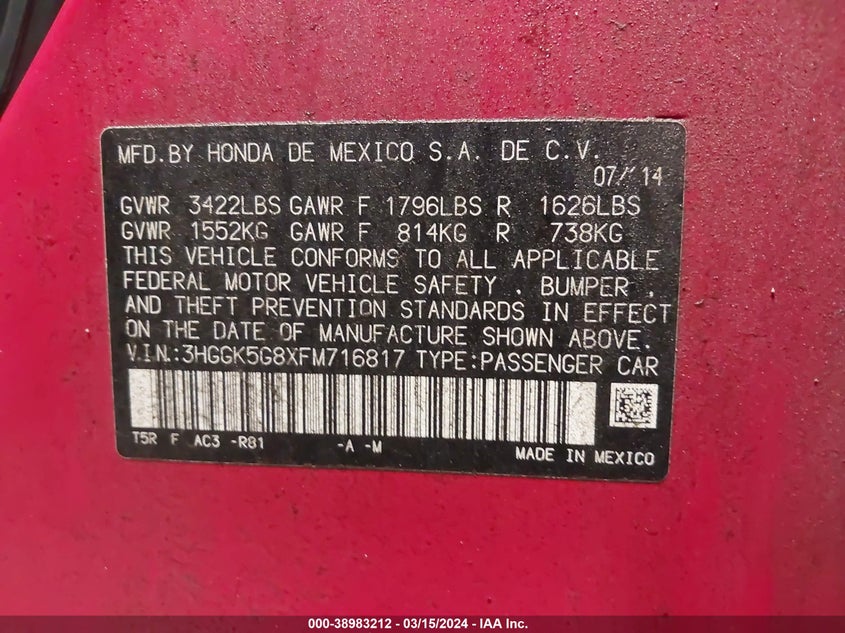 MFD.BY HONDA DE MEXICO S.A. DE C.V.
07/14
GVWR 3422LBS GAWR F 1796LBS R 1626LBS
GVWR 1552KG GAWR F 814KG R 738KG
THIS VEHICLE CONFORMS TO ALL APPLICABLE
FEDERAL MOTOR VEHICLE SAFETY , BUMPER ,
AND THEFT PREVENTION STANDARDS IN EFFECT
ON THE DATE OF MANUFACTURE SHOWN ABOVE.
V.I.N.:3HGGK5G8XFM716817 TYPE:PASSENGER CAR
T5R F AC3 -R81 -A -M
MADE IN MEXICO
000-38983212 - 03/15/2024 - IAA Inc.